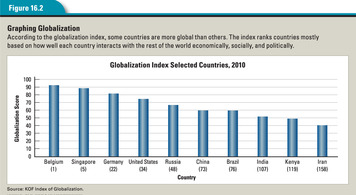 Figure 16.2
Graphing Globalization
According to the globalization index, some countries are more global than others. The index ranks countries mostly
based on how well each country interacts with the rest of the world economically, socially, and politically.
Globalization Index Selected Countries, 2010
Globalization Score
100
90
80
70
60
50
40
30
20
10
0
Belgium Singapore Germany United States Russia China Brazil India Kenya Iran
(1) (5) (22) (34) (48) (73) (76) (107) (119) (158)
Country
Source: KOF Index of Globalization.